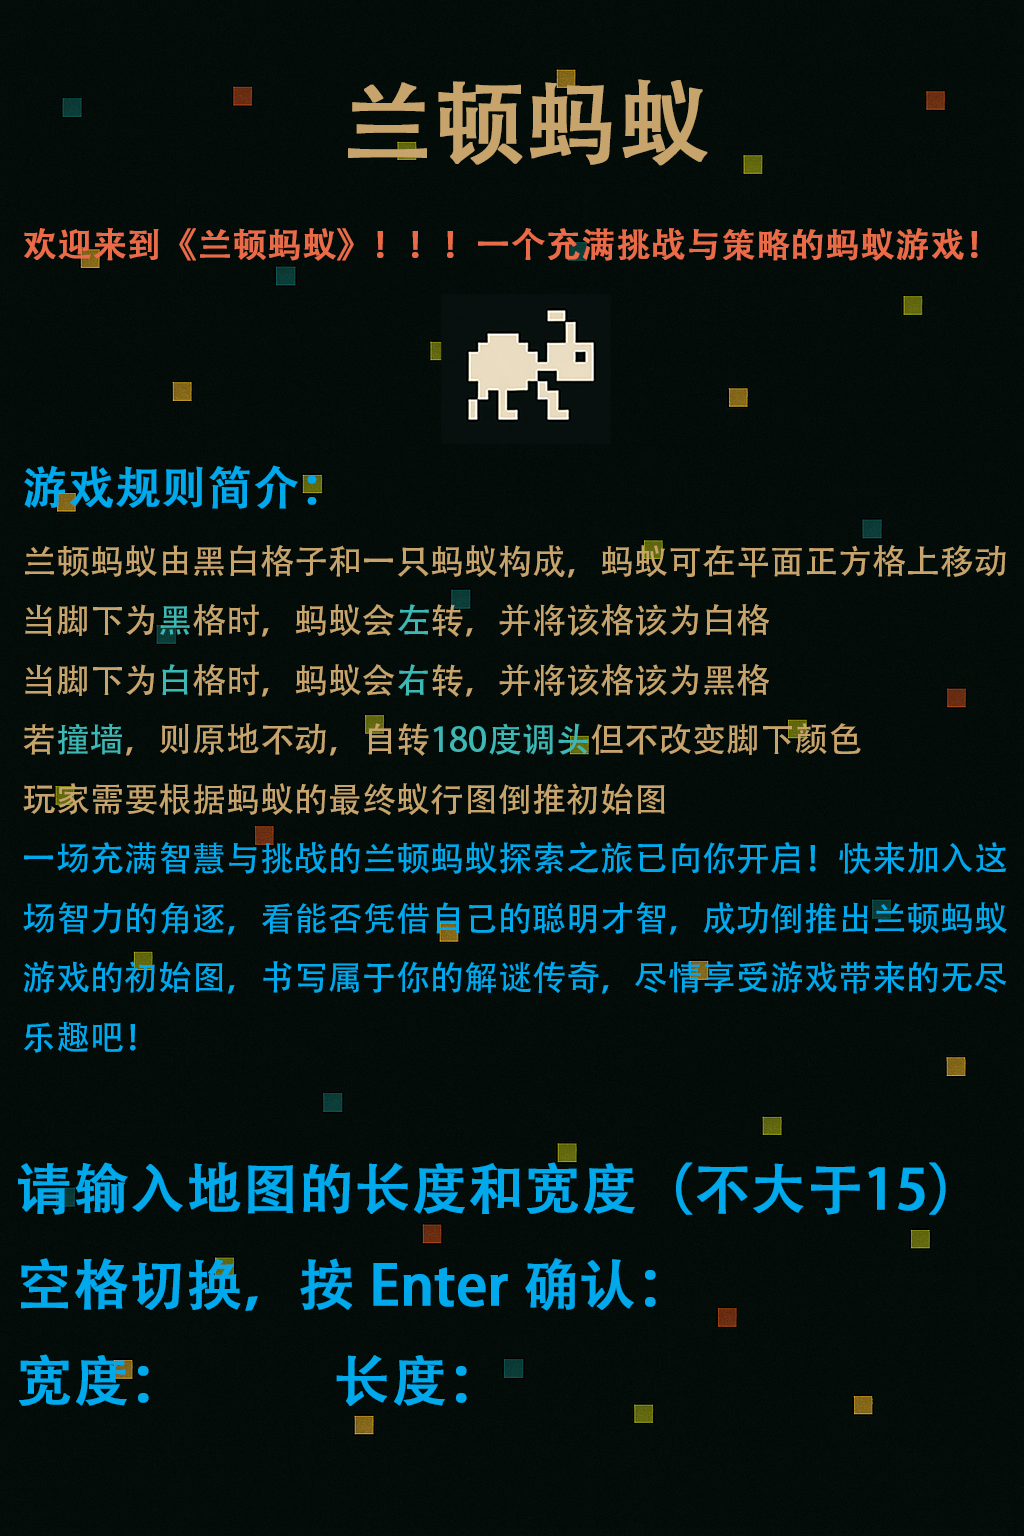 兰顿蚂蚁
欢迎来到《兰顿蚂蚁》！！！一个充满挑战与策略的蚂蚁游戏！
游戏规则简介：
兰顿蚂蚁由黑白格子和一只蚂蚁构成，蚂蚁可在平面正方格上移动
当脚下为黑格时，蚂蚁会左转，并将该格该为白格
当脚下为白格时，蚂蚁会右转，并将该格该为黑格
若撞墙，则原地不动，自转180度调头但不改变脚下颜色
玩家需要根据蚂蚁的最终蚁行图倒推初始图
一场充满智慧与挑战的兰顿蚂蚁探索之旅已向你开启！快来加入这
场智力的角逐，看能否凭借自己的聪明才智，成功倒推出兰顿蚂蚁
游戏的初始图，书写属于你的解谜传奇，尽情享受游戏带来的无尽
乐趣吧！
请输入地图的长度和宽度（不大于15）
空格切换，按 Enter 确认：
宽度： 长度：